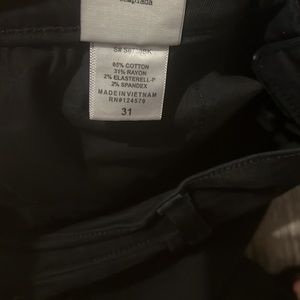 65% COTTON
31% RAYON
2% ELASTERELL-P
2% SPANDEX
MADE IN VIETNAM
RN#124579
31